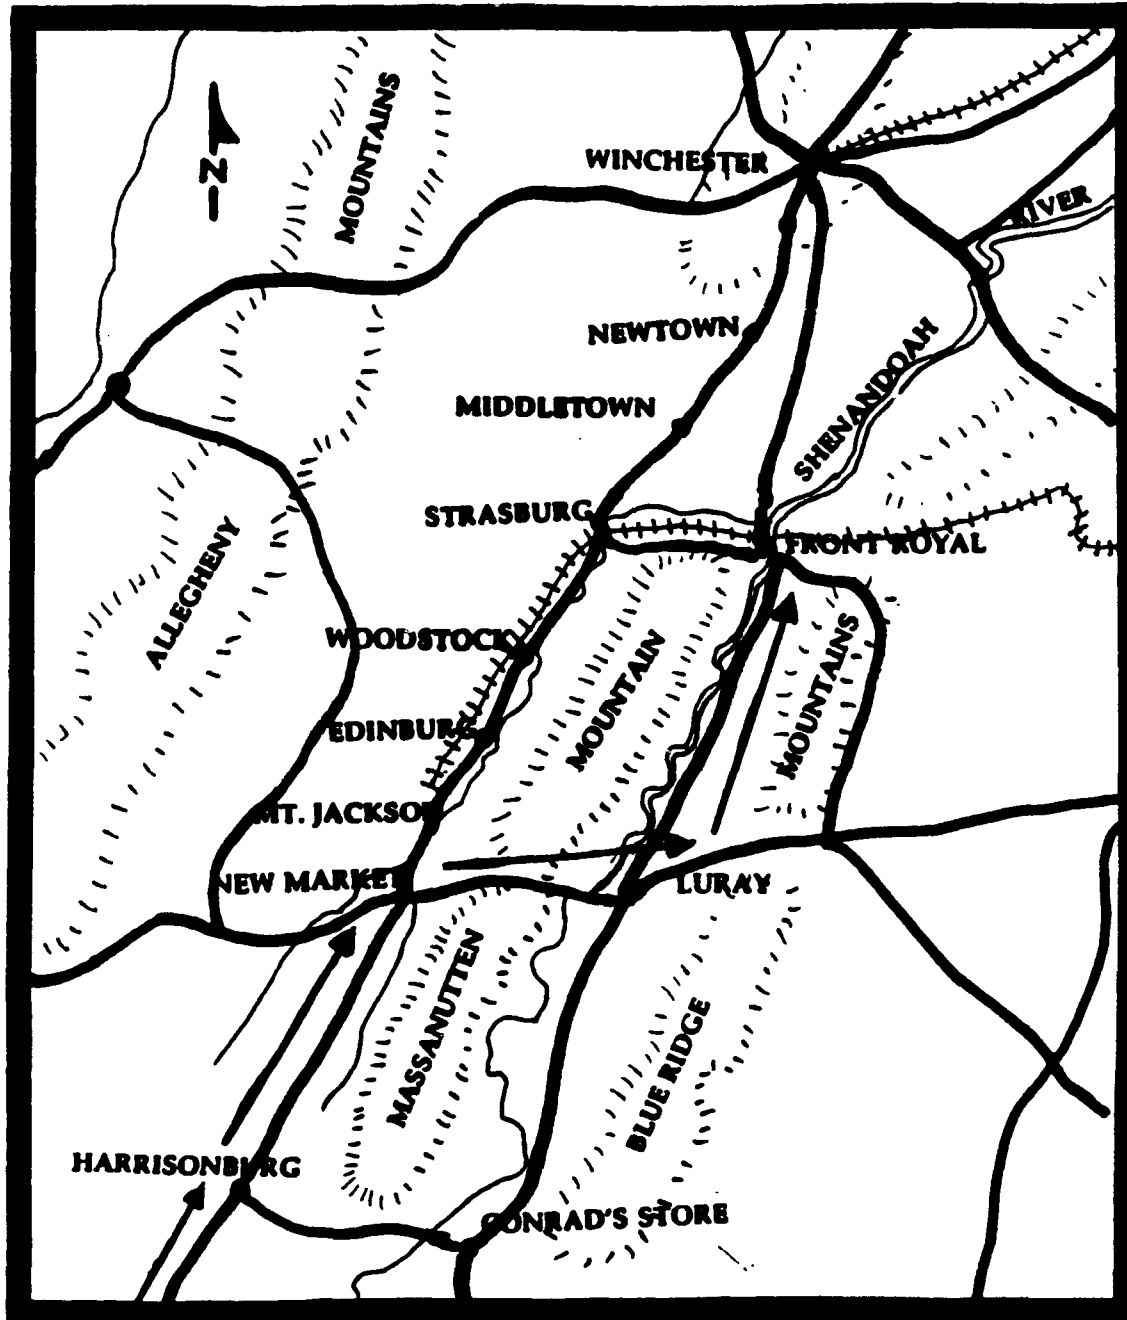 MOUNTAINS
N
WINCHESTER
RIVER
NEWTOWN
SHENANDOAH
MIDDLETOWN
STRASBURG
FRONT ROYAL
ALLEGHENY
WOODSTOCK
MOUNTAIN
MOUNTAINS
EDINBURG
MT. JACKSON
NEW MARKET
LURAY
MASSANUTTEN
BLUE RIDGE
HARRISONBURG
CONRAD'S STORE